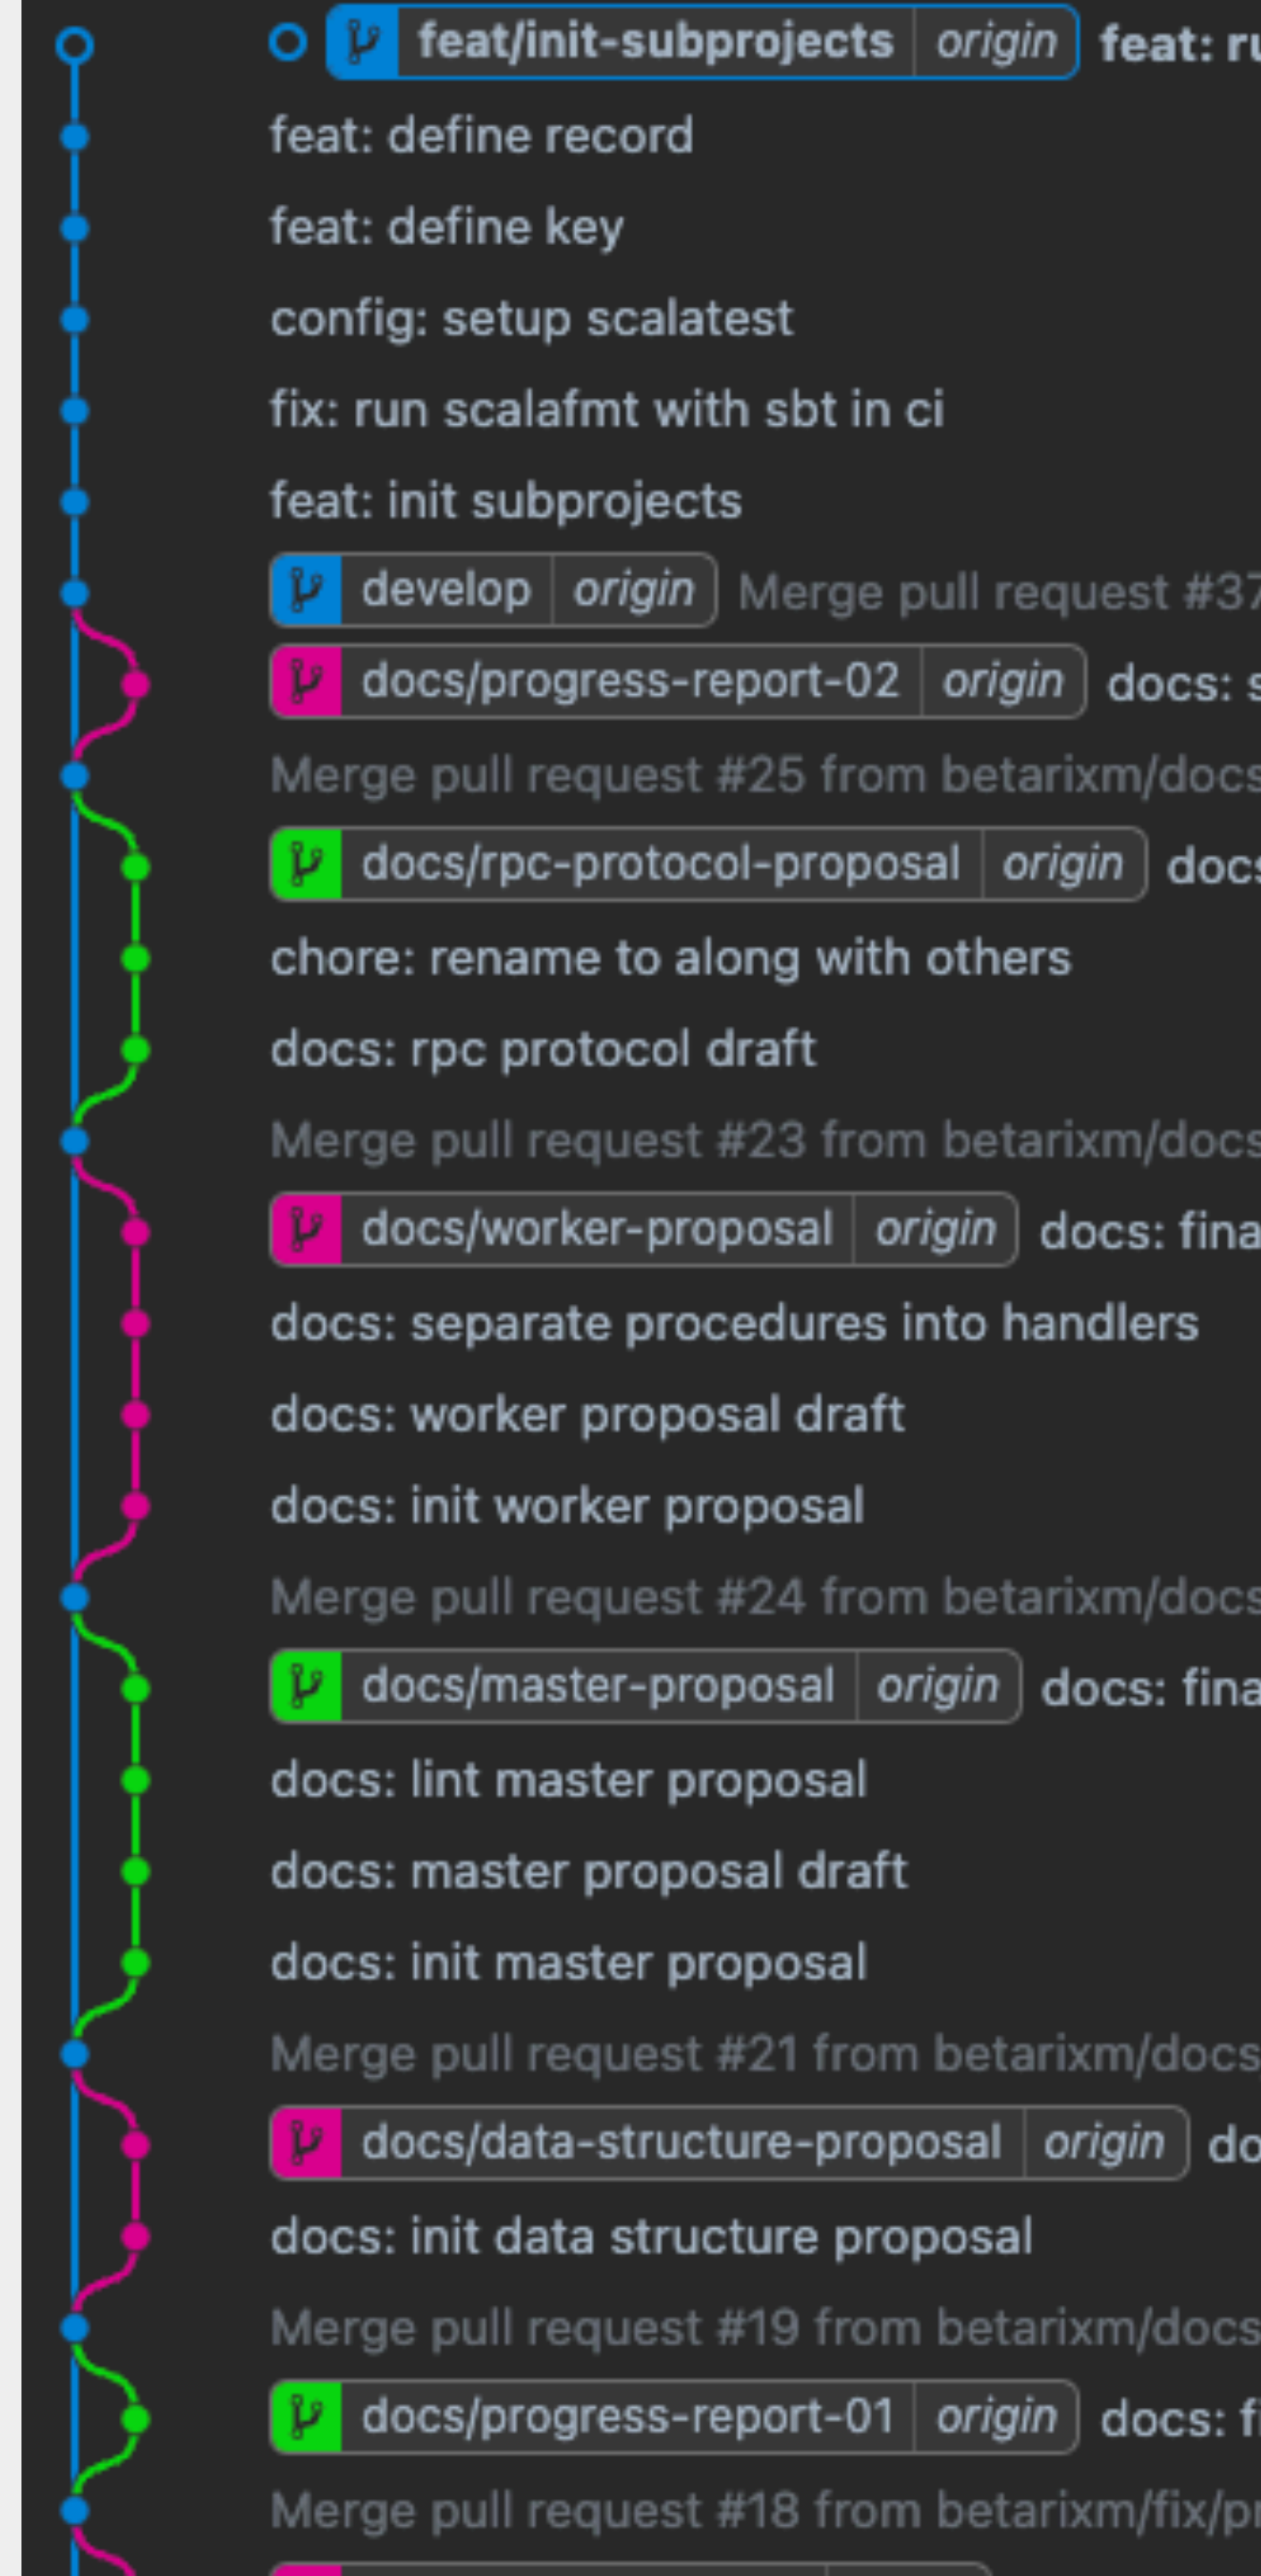 feat/init-subprojects origin feat:
feat: define record
feat: define key
config: setup scalatest
fix: run scalafmt with sbt in ci
feat: init subprojects
develop origin Merge pull request #37
docs/progress-report-02 origin docs:
Merge pull request #25 from betarixm/docs
docs/rpc-protocol-proposal origin docs
chore: rename to along with others
docs: rpc protocol draft
Merge pull request #23 from betarixm/docs
docs/worker-proposal origin docs: fina
docs: separate procedures into handlers
docs: worker proposal draft
docs: init worker proposal
Merge pull request #24 from betarixm/docs
docs/master-proposal origin docs: fina
docs: lint master proposal
docs: master proposal draft
docs: init master proposal
Merge pull request #21 from betarixm/docs
docs/data-structure-proposal origin do
docs: init data structure proposal
Merge pull request #19 from betarixm/docs
docs/progress-report-01 origin docs: fi
Merge pull request #18 from betarixm/fix/pr